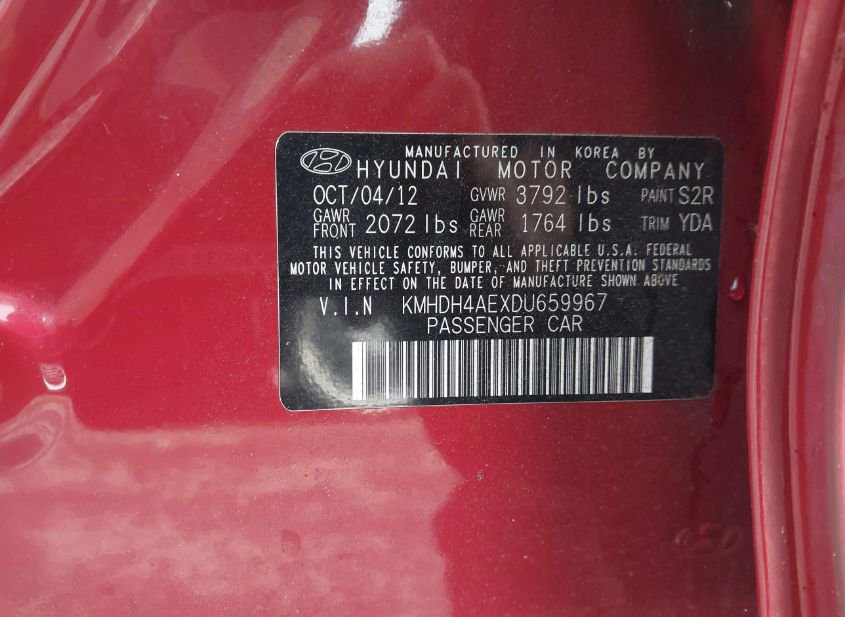 MANUFACTURED IN KOREA BY
HYUNDAI MOTOR COMPANY
OCT/04/12 GVWR 3792 lbs PAINT S2R
GAWR FRONT 2072 lbs GAWR REAR 1764 lbs TRIM YDA
THIS VEHICLE CONFORMS TO ALL APPLICABLE U.S.A. FEDERAL
MOTOR VEHICLE SAFETY, BUMPER, AND THEFT PREVENTION STANDARDS
IN EFFECT ON THE DATE OF MANUFACTURE SHOWN ABOVE
V.I.N KMHDH4AEXDU659967
PASSENGER CAR